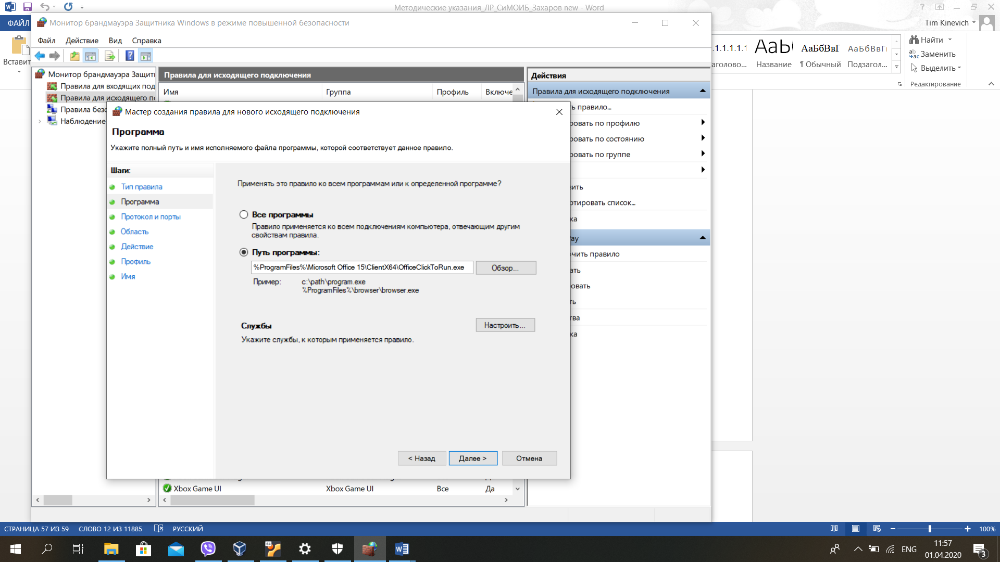 Методические указания_ЛР_СиМОИБ_Захаров new - Word
ФАЙЛ
Tim Kinevich
Вставит
.1.1.1.1.1
АаБбВвГ
аголово...
Название
¶ Обычный
Подзагол...
Найти
Заменить
Выделить
Редактирование
Монитор брандмауэра Защитника Windows в режиме повышенной безопасности
Файл Действие Вид Справка
Монитор брандмауэра Защит
Правила для входящих под
Правила для исходящего п
Правила безо
Наблюдение
Правила для исходящего подключения
Имя Группа Профиль Включе
Действия
Правила для исходящего подключения
ь правило...
ровать по профилю
ровать по состоянию
ровать по группе
ить
ртировать список...
ка
Pay
чить правило
ать
овать
ть
тва
ка
Мастер создания правила для нового исходящего подключения
Программа
Укажите полный путь и имя исполняемого файла программы, которой соответствует данное правило.
Шаги:
Тип правила
Программа
Протокол и порты
Область
Действие
Профиль
Имя
Применять это правило ко всем программам или к определенной программе?
Все программы
Правило применяется ко всем подключениям компьютера, отвечающим другим
свойствам правила.
Путь программы:
%ProgramFiles%\Microsoft Office 15\ClientX64\OfficeClickToRun.exe
Обзор...
Пример: c:\path\program.exe
%ProgramFiles%\browser\browser.exe
Службы
Настроить...
Укажите службы, к которым применяется правило.
< Назад
Далее >
Отмена
Xbox Game UI Xbox Game UI Все Да
СТРАНИЦА 57 ИЗ 59 СЛОВО 12 ИЗ 11885 РУССКИЙ
100%
64
ENG
11:57
01.04.2020
3